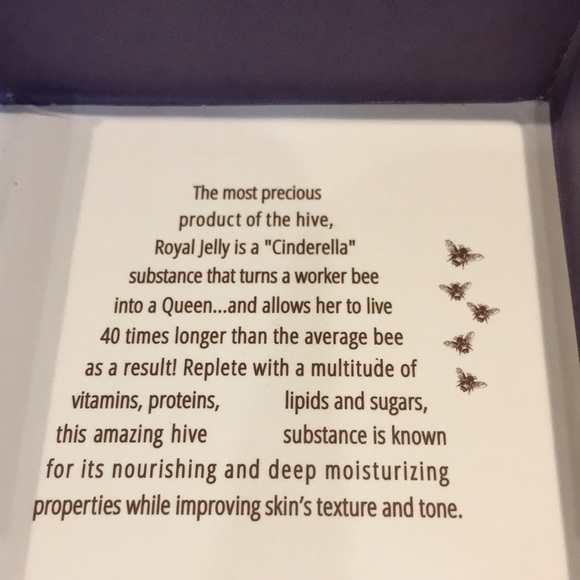 The most precious
product of the hive,
Royal Jelly is a "Cinderella"
substance that turns a worker bee
into a Queen...and allows her to live
40 times longer than the average bee
as a result! Replete with a multitude of
vitamins, proteins, lipids and sugars,
this amazing hive substance is known
for its nourishing and deep moisturizing
properties while improving skin’s texture and tone.